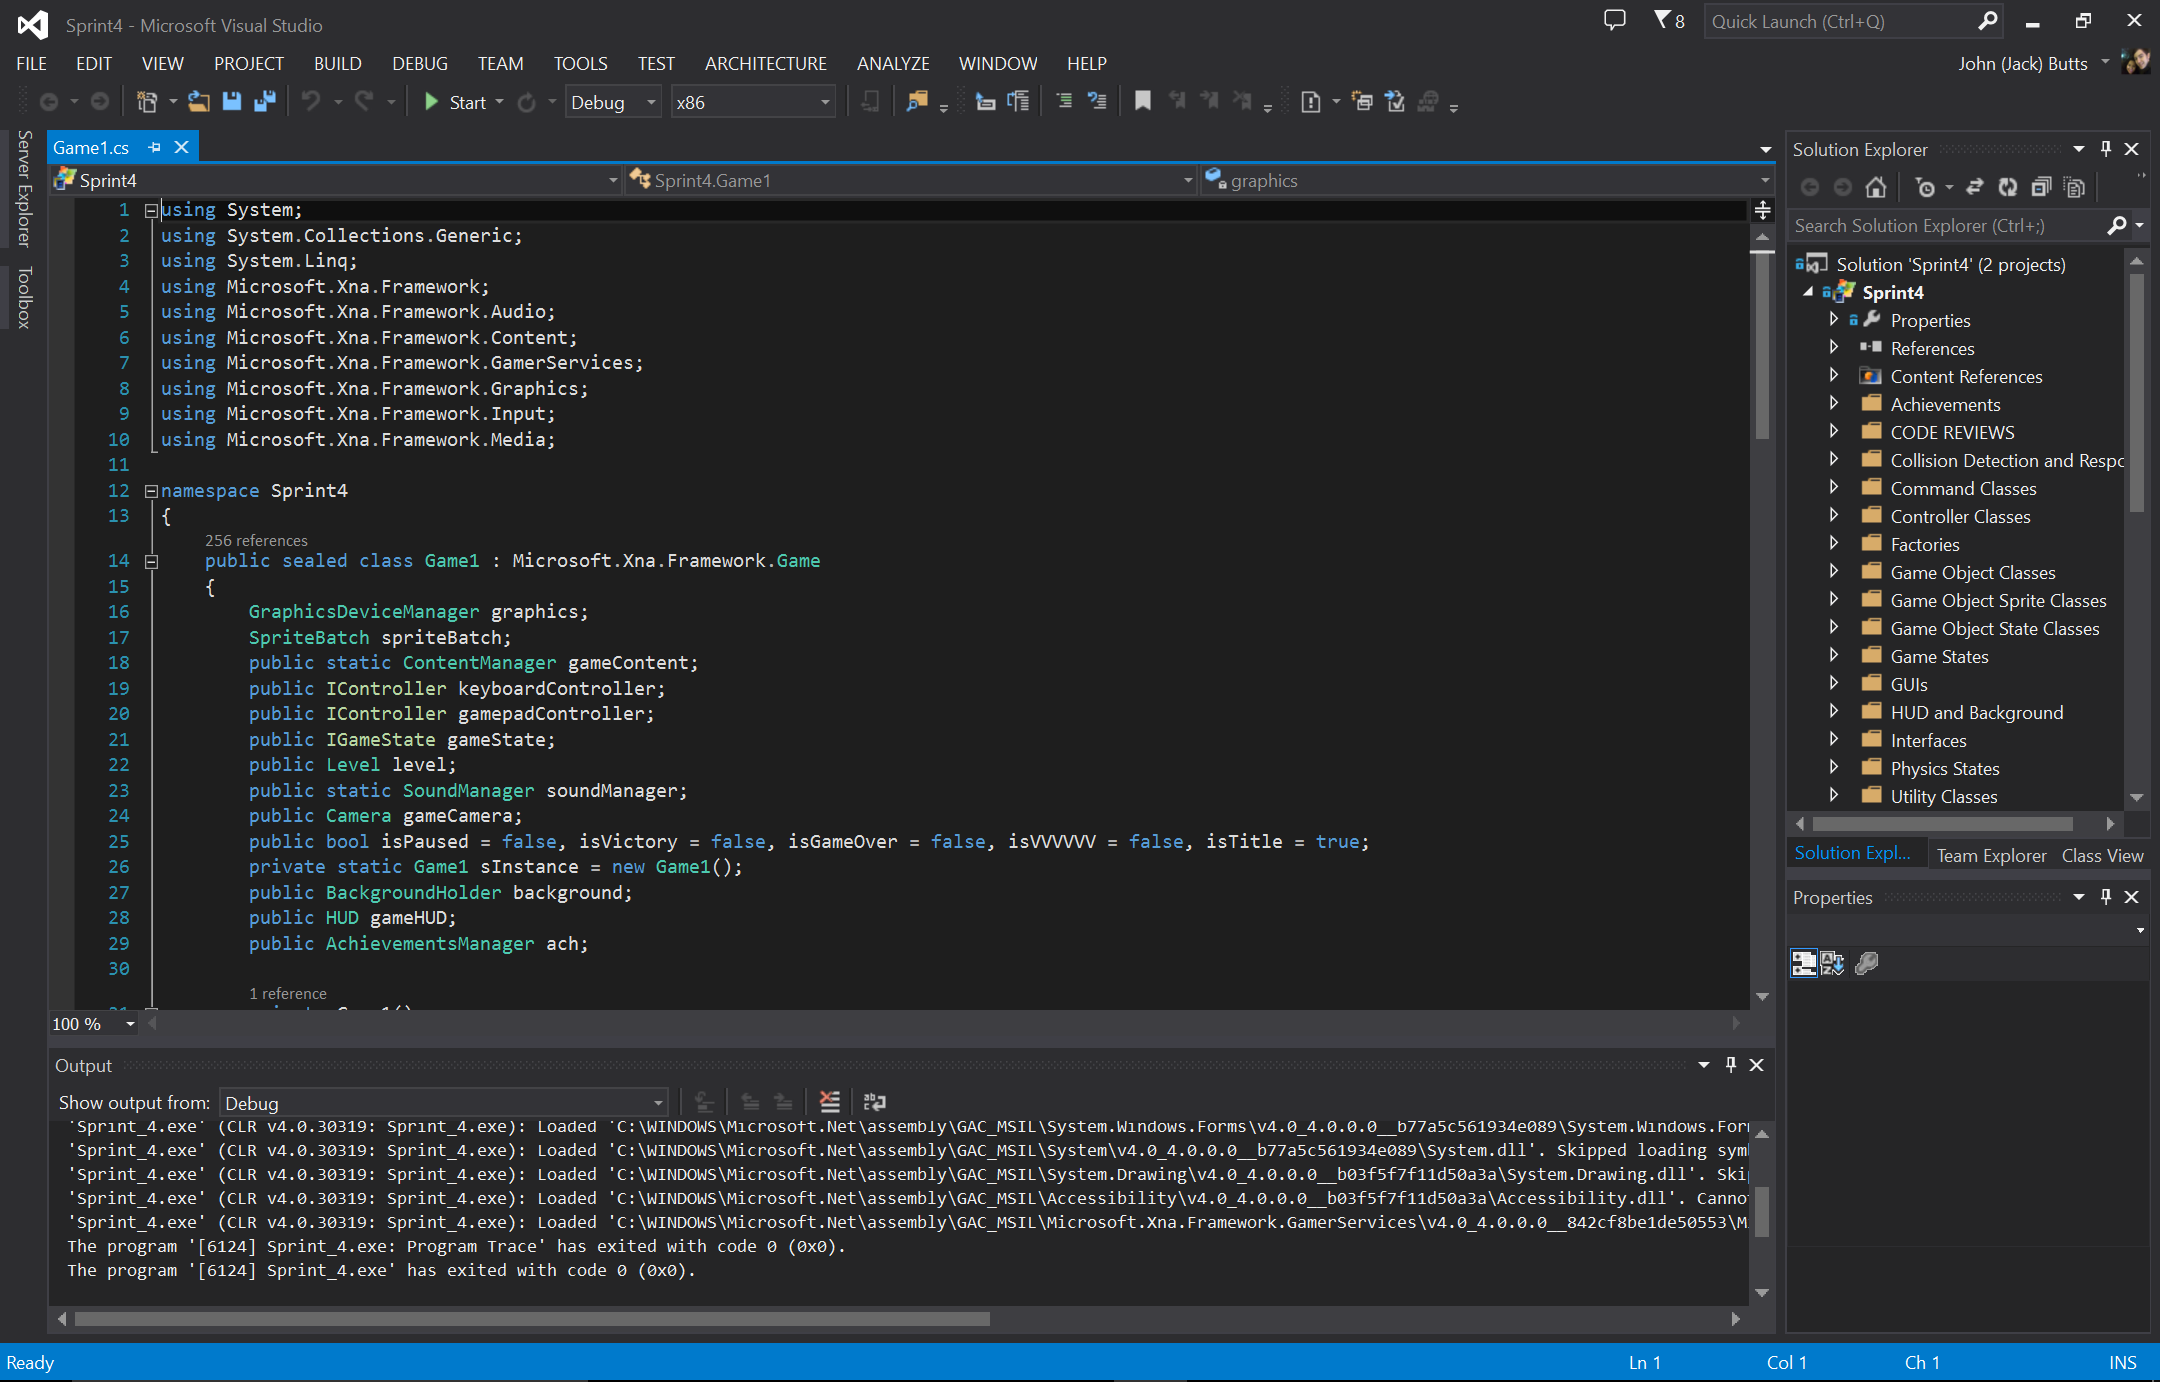 Sprint4 - Microsoft Visual Studio
8
Quick Launch (Ctrl+Q)
FILE EDIT VIEW PROJECT BUILD DEBUG TEAM TOOLS TEST ARCHITECTURE ANALYZE WINDOW HELP
John (Jack) Butts
Start Debug x86
Server Explorer
Toolbox
Game1.cs
Sprint4 Sprint4.Game1 graphics
1 using System;
2 using System.Collections.Generic;
3 using System.Linq;
4 using Microsoft.Xna.Framework;
5 using Microsoft.Xna.Framework.Audio;
6 using Microsoft.Xna.Framework.Content;
7 using Microsoft.Xna.Framework.GamerServices;
8 using Microsoft.Xna.Framework.Graphics;
9 using Microsoft.Xna.Framework.Input;
10 using Microsoft.Xna.Framework.Media;
11
12 namespace Sprint4
13 {
256 references
14 public sealed class Game1 : Microsoft.Xna.Framework.Game
15 {
16 GraphicsDeviceManager graphics;
17 SpriteBatch spriteBatch;
18 public static ContentManager gameContent;
19 public IController keyboardController;
20 public IController gamepadController;
21 public IGameState gameState;
22 public Level level;
23 public static SoundManager soundManager;
24 public Camera gameCamera;
25 public bool isPaused = false, isVictory = false, isGameOver = false, isVVVVVV = false, isTitle = true;
26 private static Game1 sInstance = new Game1();
27 public BackgroundHolder background;
28 public HUD gameHUD;
29 public AchievementsManager ach;
30
1 reference
100 %
Output
Show output from: Debug
'Sprint_4.exe' (CLR v4.0.30319: Sprint_4.exe): Loaded 'C:\WINDOWS\Microsoft.Net\assembly\GAC_MSIL\System.Windows.Forms\v4.0_4.0.0.0__b77a5c561934e089\System.Windows.For
'Sprint_4.exe' (CLR v4.0.30319: Sprint_4.exe): Loaded 'C:\WINDOWS\Microsoft.Net\assembly\GAC_MSIL\System\v4.0_4.0.0.0__b77a5c561934e089\System.dll'. Skipped loading sym
'Sprint_4.exe' (CLR v4.0.30319: Sprint_4.exe): Loaded 'C:\WINDOWS\Microsoft.Net\assembly\GAC_MSIL\System.Drawing\v4.0_4.0.0.0__b03f5f7f11d50a3a\System.Drawing.dll'. Ski
'Sprint_4.exe' (CLR v4.0.30319: Sprint_4.exe): Loaded 'C:\WINDOWS\Microsoft.Net\assembly\GAC_MSIL\Accessibility\v4.0_4.0.0.0__b03f5f7f11d50a3a\Accessibility.dll'. Canno
'Sprint_4.exe' (CLR v4.0.30319: Sprint_4.exe): Loaded 'C:\WINDOWS\Microsoft.Net\assembly\GAC_MSIL\Microsoft.Xna.Framework.GamerServices\v4.0_4.0.0.0__842cf8be1de50553\M
The program '[6124] Sprint_4.exe: Program Trace' has exited with code 0 (0x0).
The program '[6124] Sprint_4.exe' has exited with code 0 (0x0).
Solution Explorer
Search Solution Explorer (Ctrl+;)
Solution 'Sprint4' (2 projects)
Sprint4
Properties
References
Content References
Achievements
CODE REVIEWS
Collision Detection and Respo
Command Classes
Controller Classes
Factories
Game Object Classes
Game Object Sprite Classes
Game Object State Classes
Game States
GUIs
HUD and Background
Interfaces
Physics States
Utility Classes
Solution Expl... Team Explorer Class View
Properties
Ready Ln 1 Col 1 Ch 1 INS